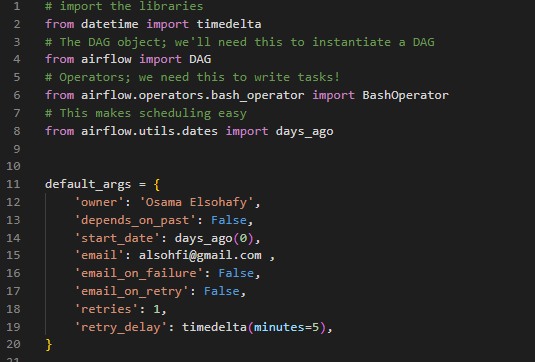 1 # import the libraries
2 from datetime import timedelta
3 # The DAG object; we'll need this to instantiate a DAG
4 from airflow import DAG
5 # Operators; we need this to write tasks!
6 from airflow.operators.bash_operator import BashOperator
7 # This makes scheduling easy
8 from airflow.utils.dates import days_ago
9
10
11 default_args = {
12     'owner': 'Osama Elsohafy',
13     'depends_on_past': False,
14     'start_date': days_ago(0),
15     'email': alsohfi@gmail.com ,
16     'email_on_failure': False,
17     'email_on_retry': False,
18     'retries': 1,
19     'retry_delay': timedelta(minutes=5),
20 }
21